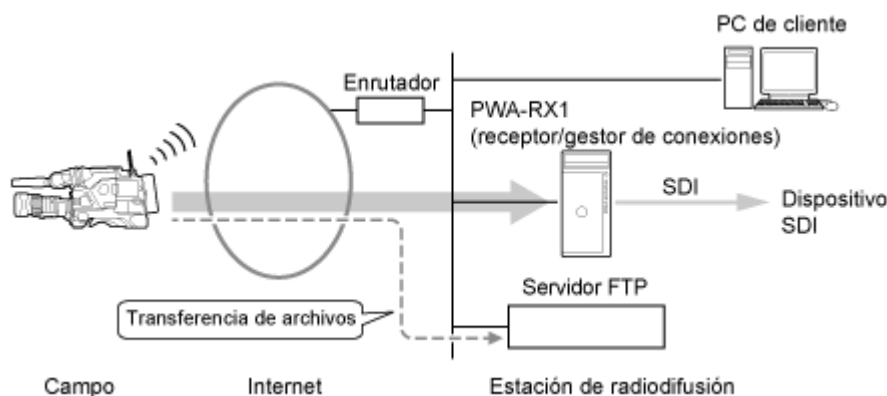 PC de cliente
Enrutador
PWA-RX1
(receptor/gestor de conexiones)
SDI
Dispositivo
SDI
Servidor FTP
Transferencia de archivos
Campo
Internet
Estación de radiodifusión